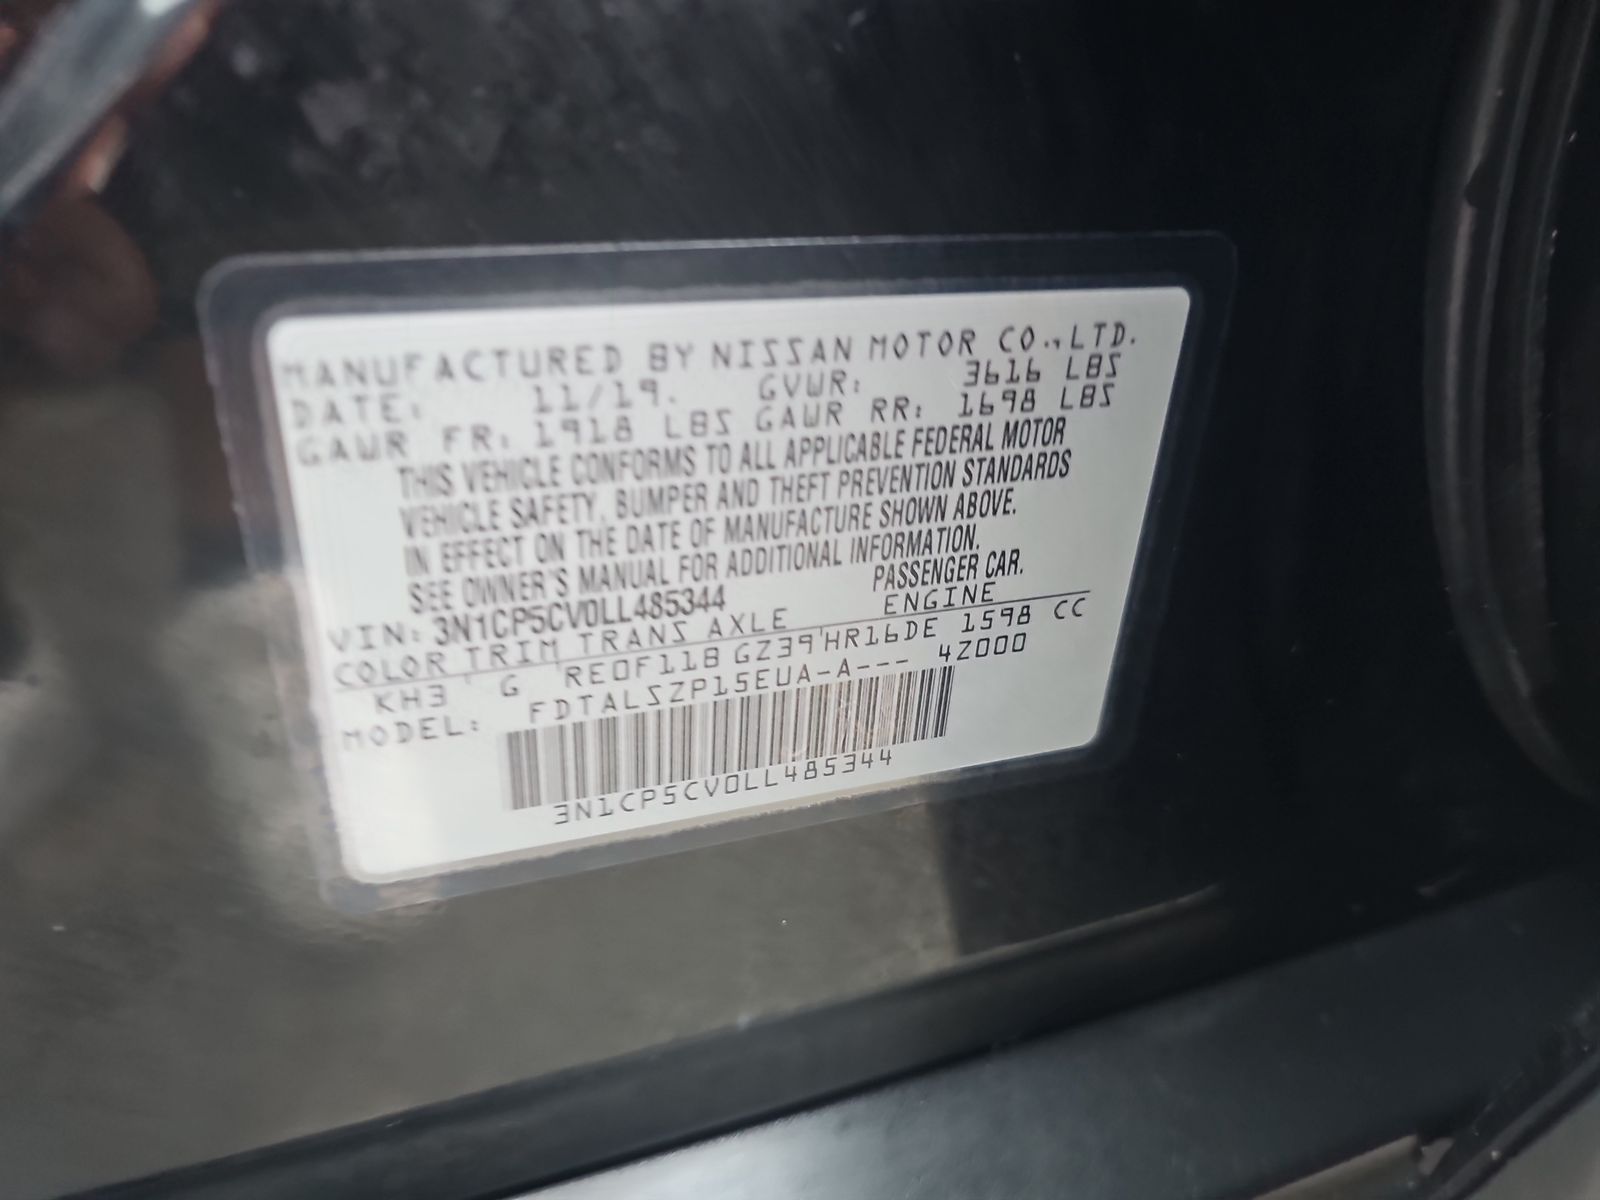 MANUFACTURED BY NISSAN MOTOR CO.,LTD.
DATE: 11/19. GVWR: 3616 LBS
GAWR FR: 1918 LBS GAWR RR: 1698 LBS
THIS VEHICLE CONFORMS TO ALL APPLICABLE FEDERAL MOTOR
VEHICLE SAFETY, BUMPER AND THEFT PREVENTION STANDARDS
IN EFFECT ON THE DATE OF MANUFACTURE SHOWN ABOVE.
SEE OWNER'S MANUAL FOR ADDITIONAL INFORMATION.
VIN: 3N1CP5CV0LL485344 PASSENGER CAR.
COLOR TRIM TRANS AXLE ENGINE
KH3 G RE0F11B GZ39 HR16DE 1598 CC
MODEL: FDTALSZP15EUA-A--- 4Z000
3N1CP5CV0LL485344